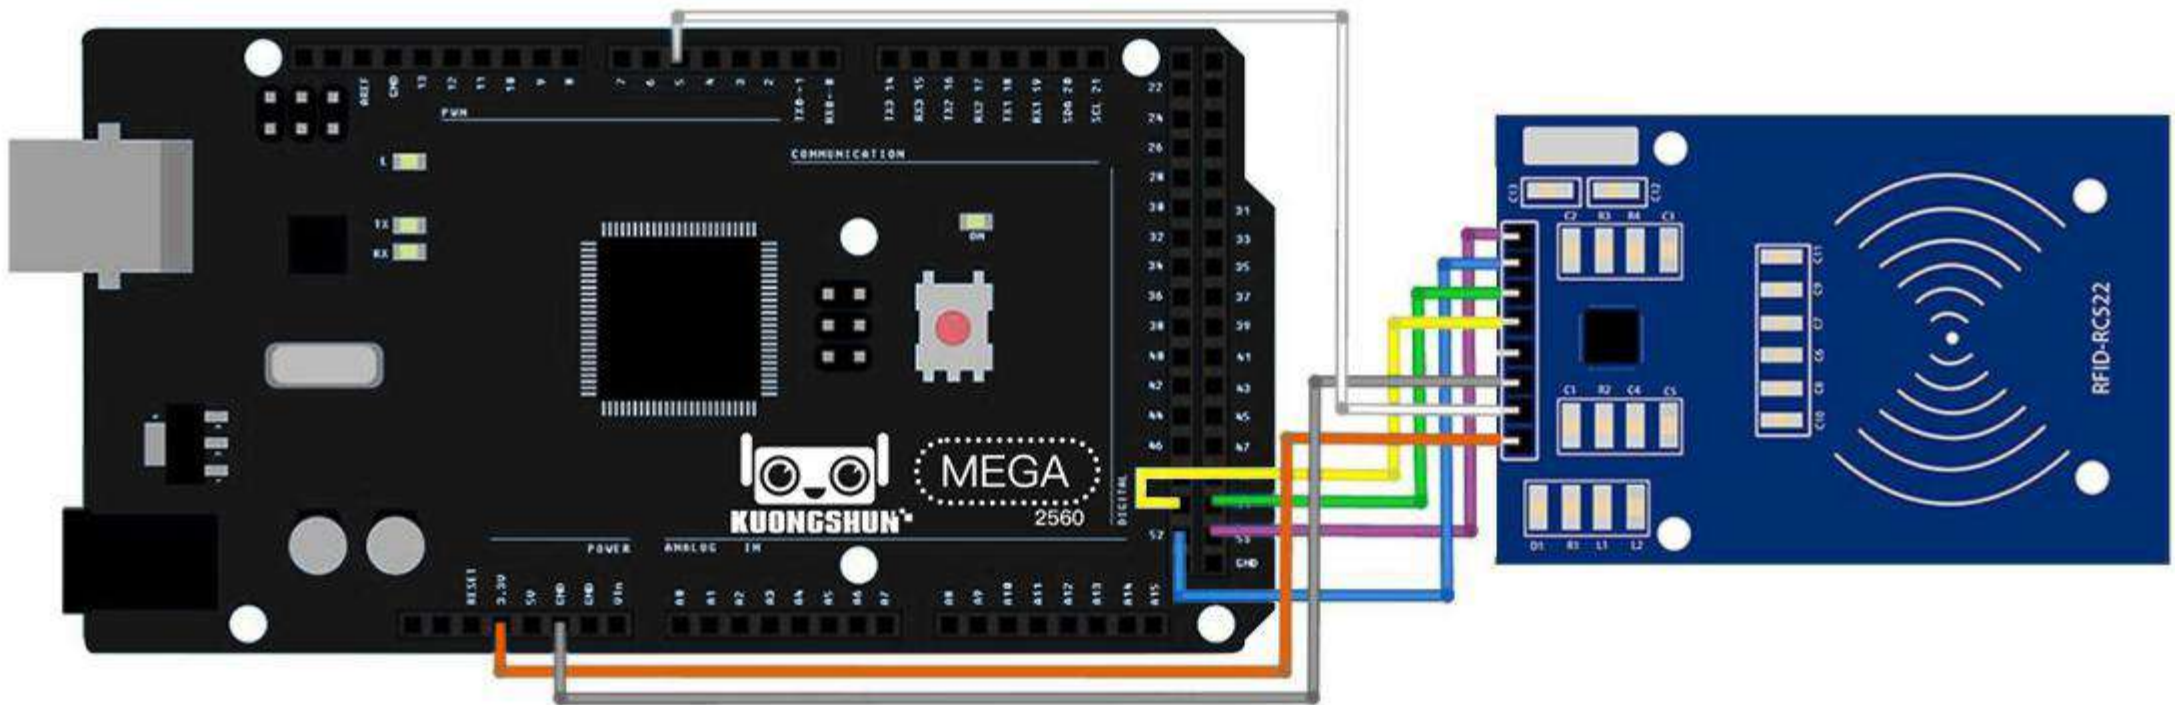 AREF GND 13 12 11 10 9 8 7 6 5 4 3 2 TX0→1 RX0←0 TX3 14 RX3 15 TX2 16 RX2 17 TX1 18 RX1 19 SDA 20 SCL 21
PWM
COMMUNICATION
L
TX
RX
ON
22
24
26
28
30 31
32 33
34 35
36 37
38 39
40 41
42 43
44 45
46 47
52 53
GND
DIGITAL
MEGA
2560
KUONGSHUN
POWER ANALOG IN
RESET 3.3V 5V GND GND Vin A0 A1 A2 A3 A4 A5 A6 A7 A8 A9 A10 A11 A12 A13 A14 A15
C13 C12
C2 R3 R4 C3
C1 R2 C4 C5
C11
C9
C7
C6
C8
C10
D1 R1 L1 L2
RFID-RC522